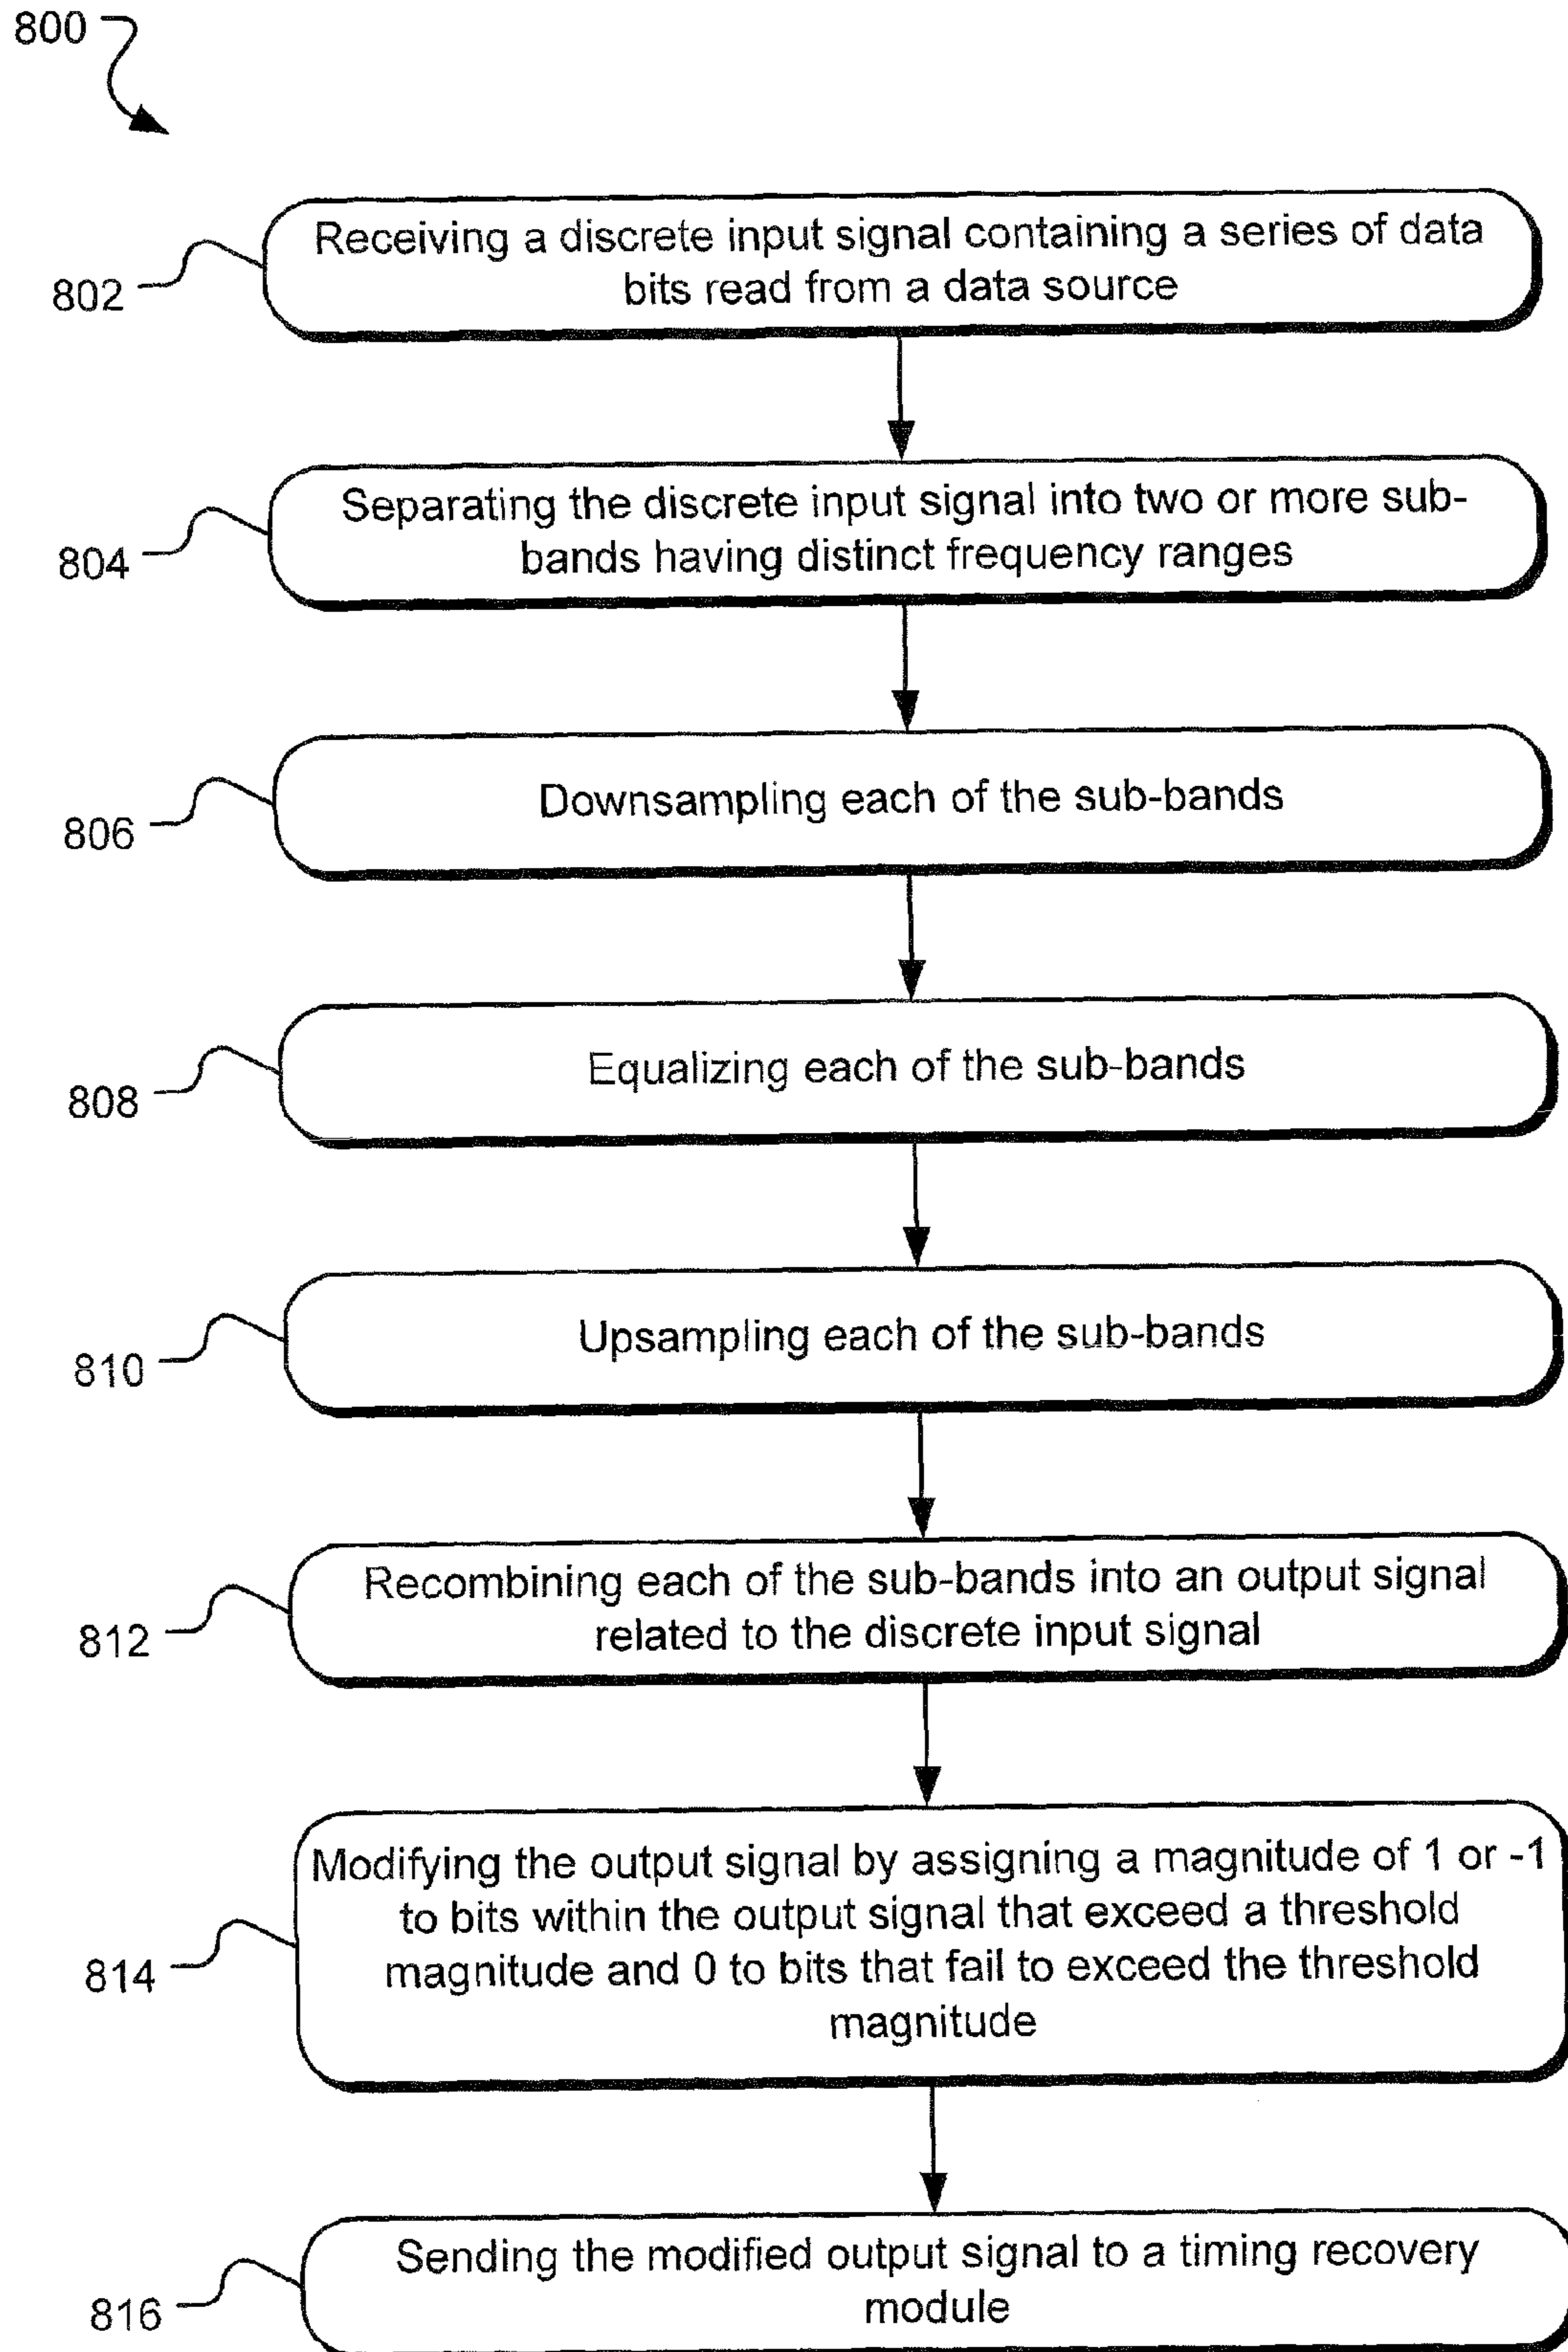 800
Receiving a discrete input signal containing a series of data
bits read from a data source
802
Separating the discrete input signal into two or more sub-
bands having distinct frequency ranges
804
Downsampling each of the sub-bands
806
Equalizing each of the sub-bands
808
Upsampling each of the sub-bands
810
Recombining each of the sub-bands into an output signal
related to the discrete input signal
812
Modifying the output signal by assigning a magnitude of 1 or -1
to bits within the output signal that exceed a threshold
magnitude and 0 to bits that fail to exceed the threshold
magnitude
814
Sending the modified output signal to a timing recovery
module
816